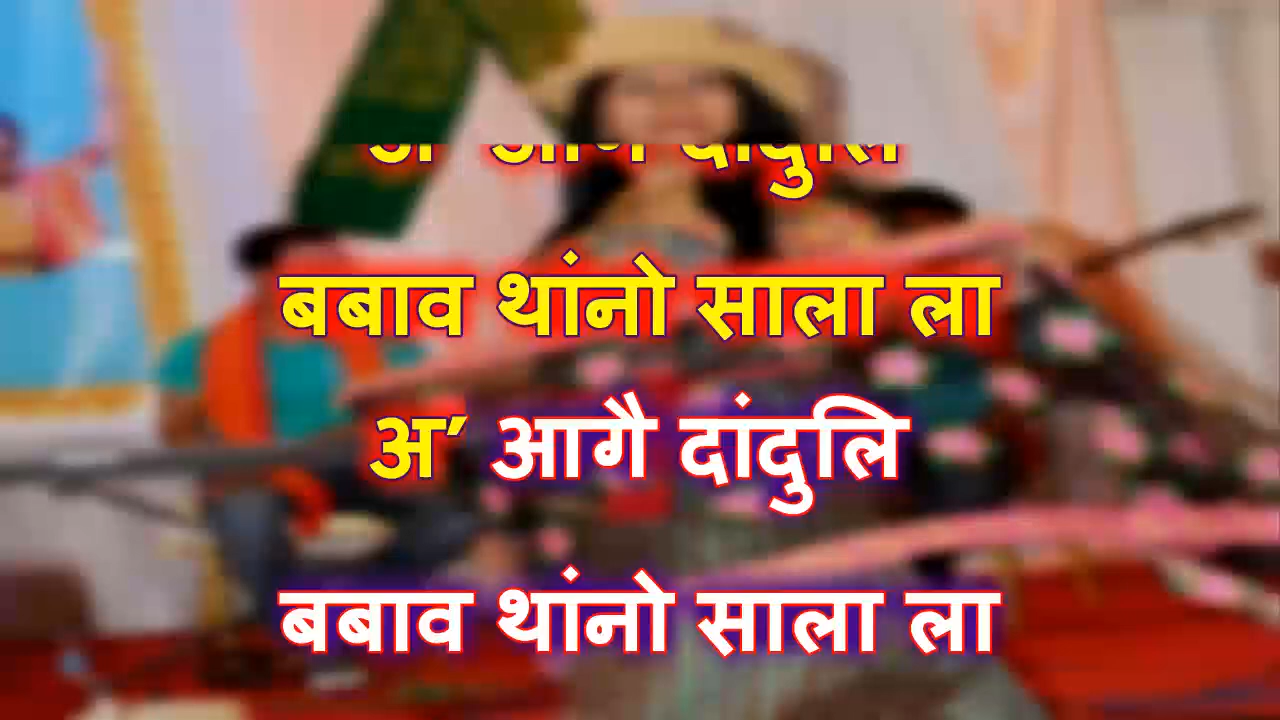 बबाव थांनो साला ला
अ’ आगै दांदुलि
बबाव थांनो साला ला